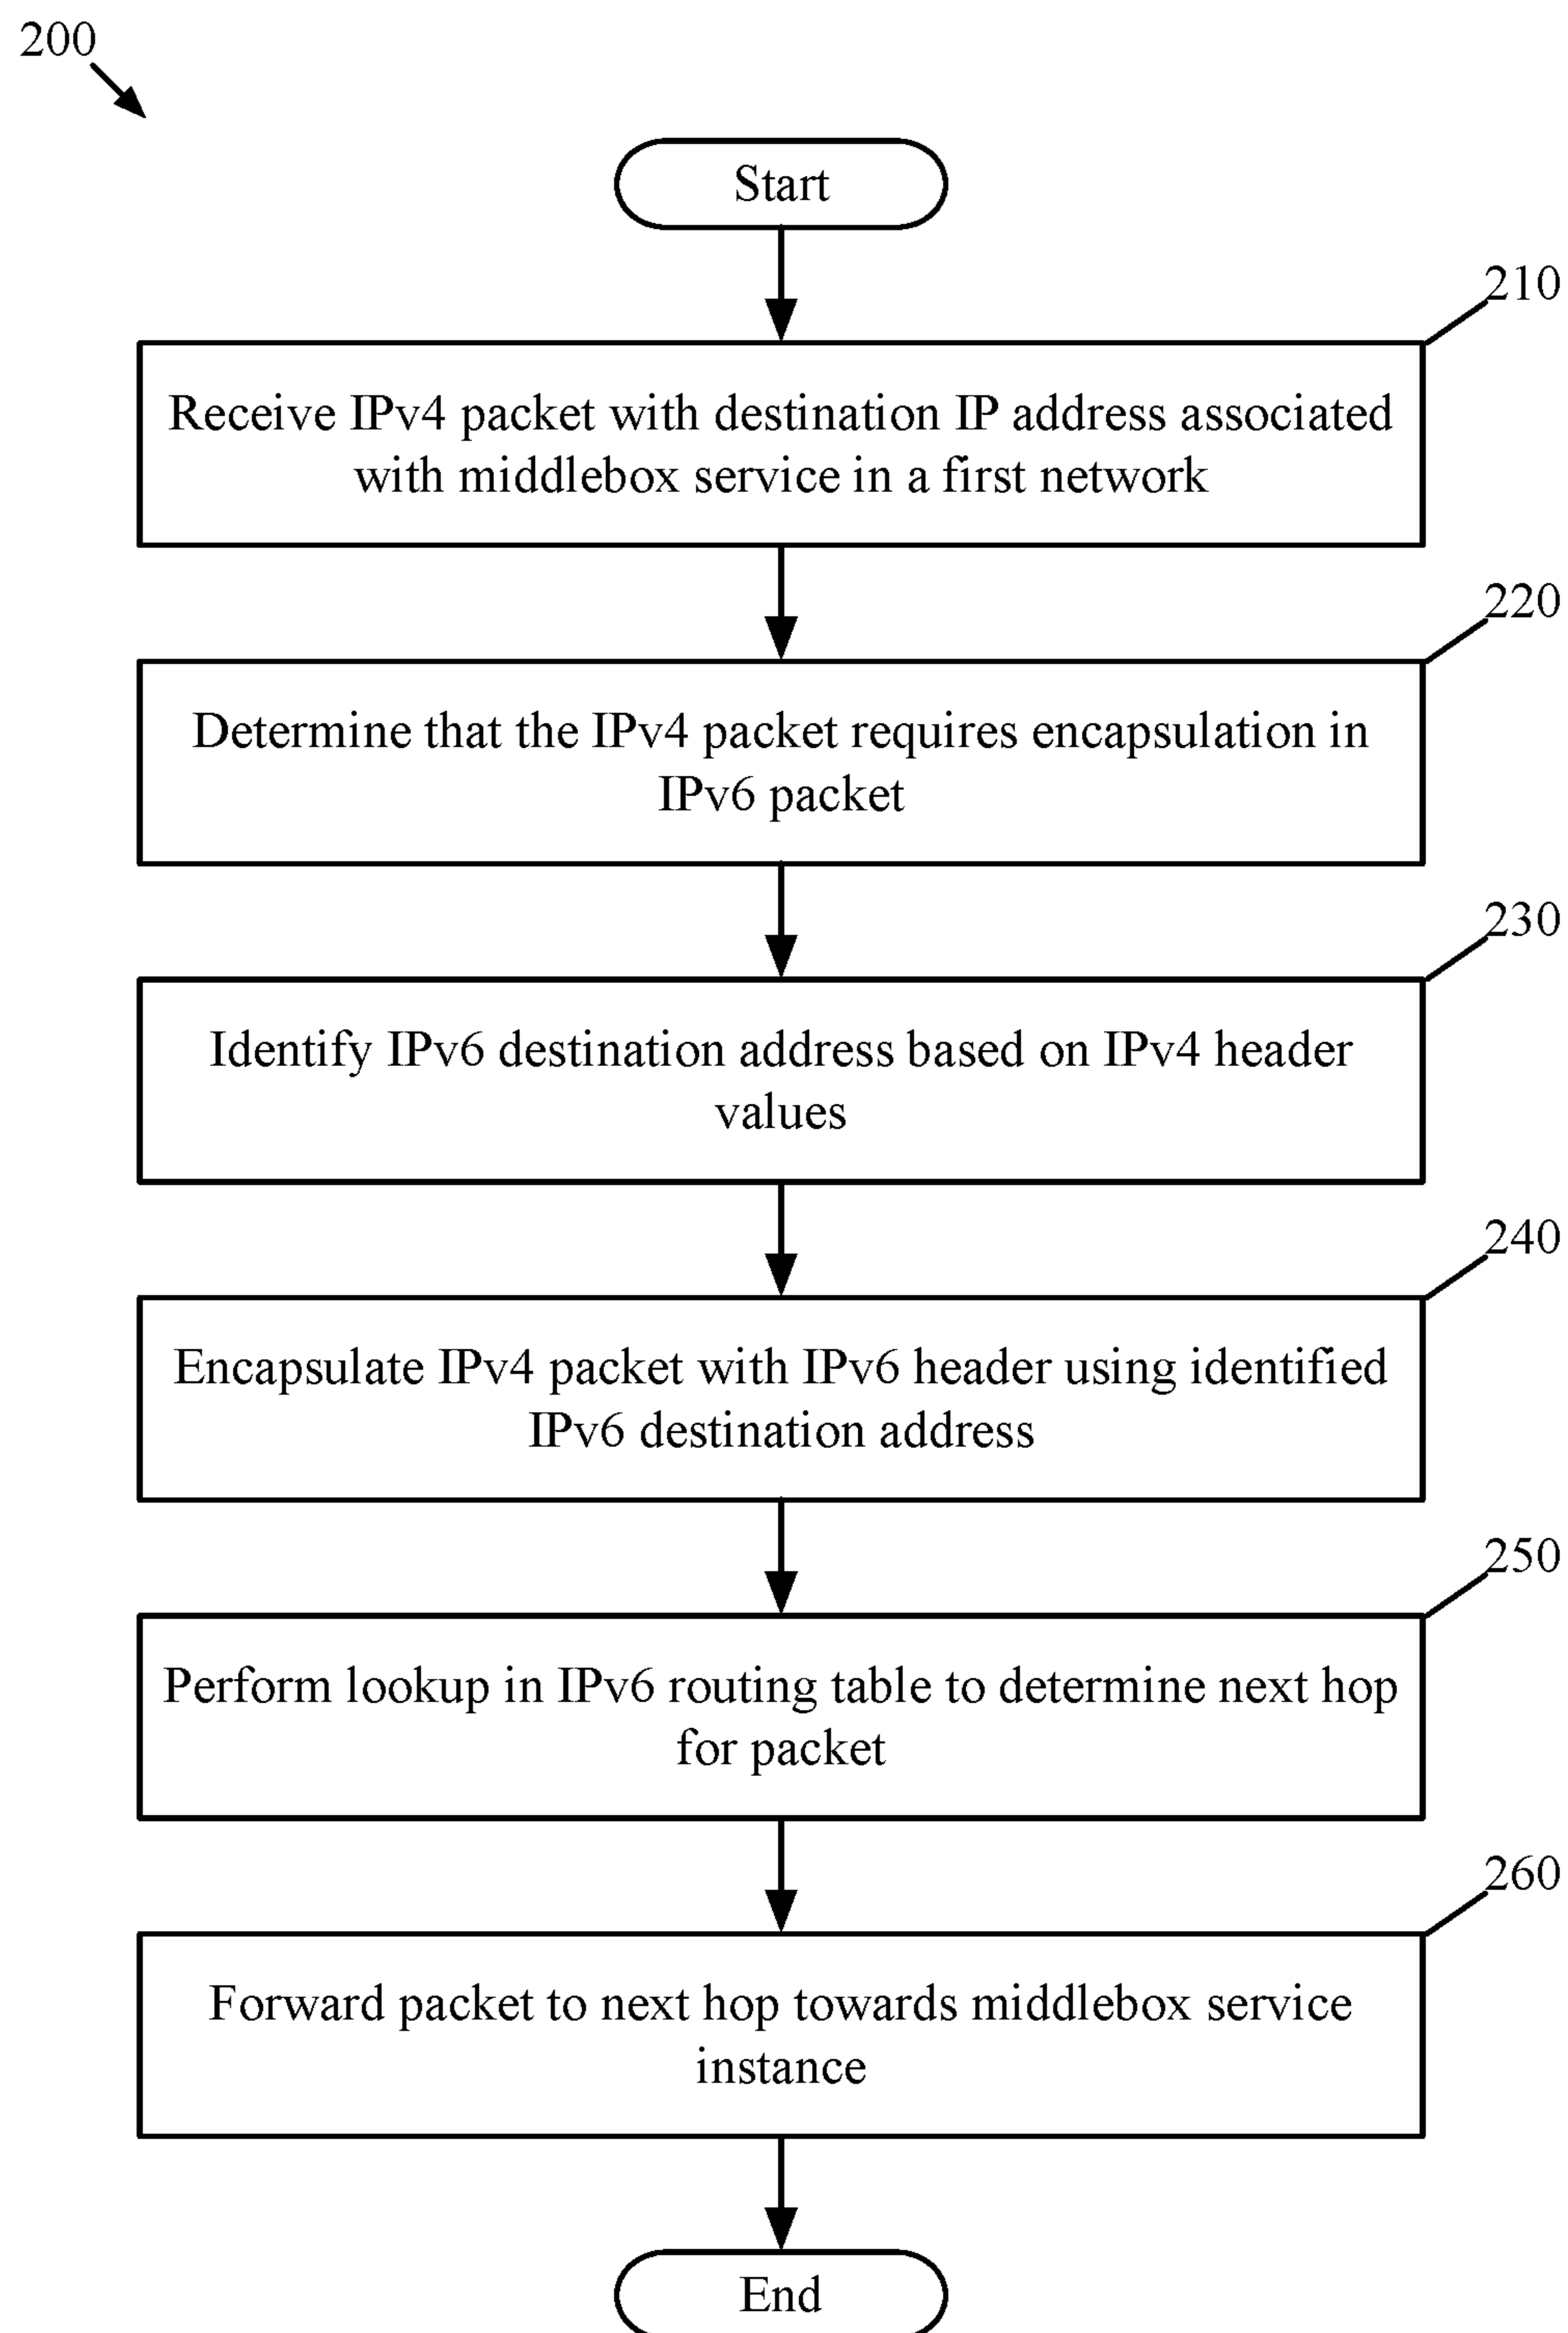 200
Start
210
Receive IPv4 packet with destination IP address associated
with middlebox service in a first network
220
Determine that the IPv4 packet requires encapsulation in
IPv6 packet
230
Identify IPv6 destination address based on IPv4 header
values
240
Encapsulate IPv4 packet with IPv6 header using identified
IPv6 destination address
250
Perform lookup in IPv6 routing table to determine next hop
for packet
260
Forward packet to next hop towards middlebox service
instance
End